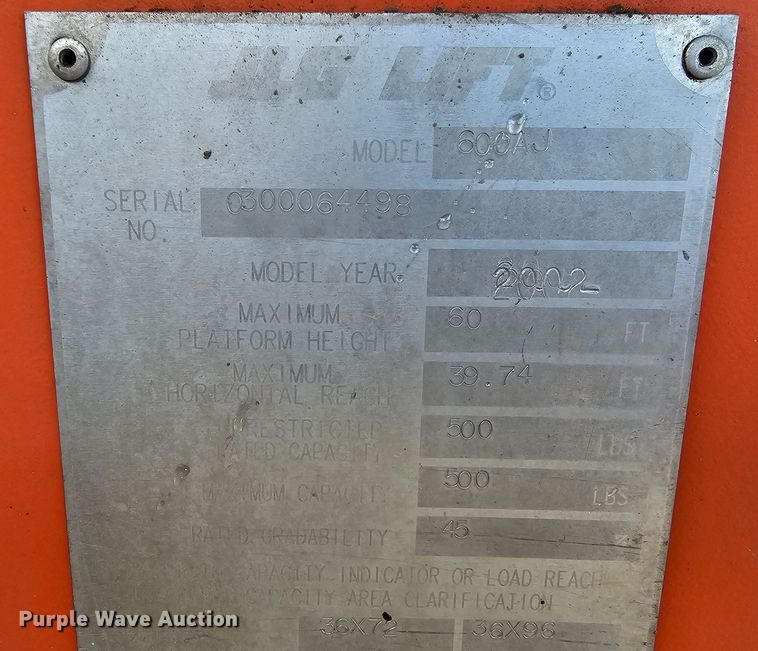 JLG LIFT®
MODEL 600AJ
SERIAL NO. 0300064498
MODEL YEAR 2002
MAXIMUM PLATFORM HEIGHT 60 FT
MAXIMUM HORIZONTAL REACH 39.74 FT
UNRESTRICTED RATED CAPACITY 500 LBS
MAXIMUM CAPACITY 500 LBS
RATED GRADABILITY 45
CAPACITY INDICATOR OR LOAD REACH
CAPACITY AREA CLARIFICATION
36X72 36X96
Purple Wave Auction